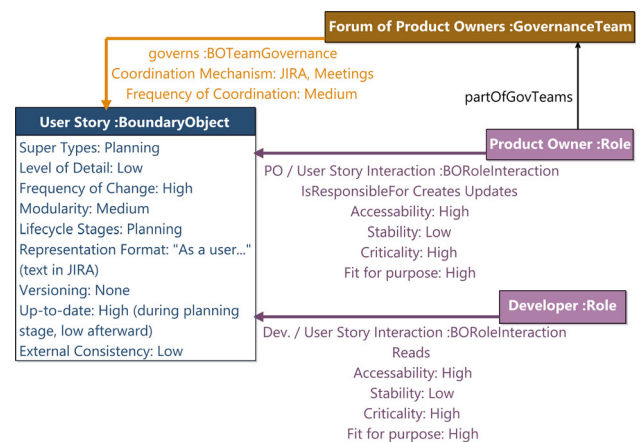 Forum of Product Owners :GovernanceTeam
governs :BOTeamGovernance
Coordination Mechanism: JIRA, Meetings
Frequency of Coordination: Medium
partOfGovTeams
User Story :BoundaryObject
Super Types: Planning
Level of Detail: Low
Frequency of Change: High
Modularity: Medium
Lifecycle Stages: Planning
Representation Format: "As a user..."
(text in JIRA)
Versioning: None
Up-to-date: High (during planning
stage, low afterward)
External Consistency: Low
Product Owner :Role
PO / User Story Interaction :BORoleInteraction
IsResponsibleFor Creates Updates
Accessability: High
Stability: Low
Criticality: High
Fit for purpose: High
Developer :Role
Dev. / User Story Interaction :BORoleInteraction
Reads
Accessability: High
Stability: Low
Criticality: High
Fit for purpose: High